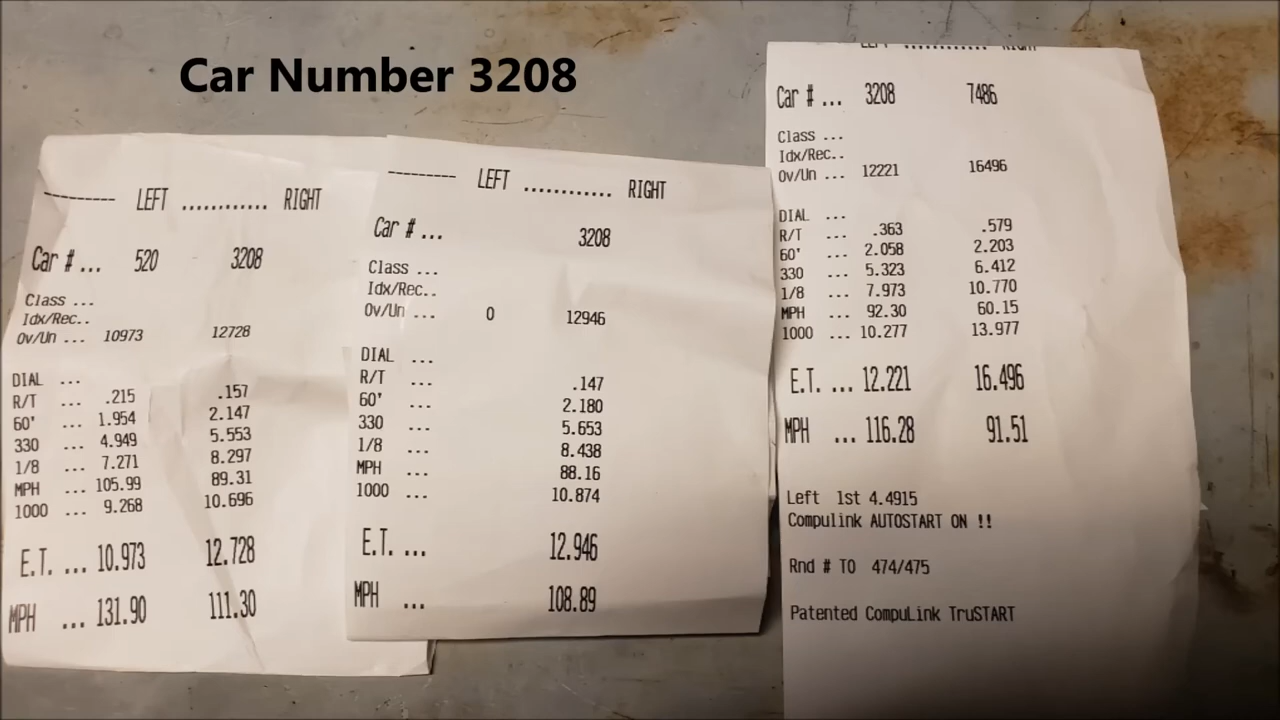 Car Number 3208
--------- LEFT ............ RIGHT
Car # ... 520 3208
Class ...
Idx/Rec..
Ov/Un ... 10973 12728
DIAL ...
R/T ... .215 .157
60' ... 1.954 2.147
330 ... 4.949 5.553
1/8 ... 7.271 8.297
MPH ... 105.99 89.31
1000 ... 9.268 10.696
E.T. ... 10.973 12.728
MPH ... 131.90 111.30
--------- LEFT ............ RIGHT
Car # ... 3208
Class ...
Idx/Rec..
Ov/Un ... 0 12946
DIAL ...
R/T ... .147
60' ... 2.180
330 ... 5.653
1/8 ... 8.438
MPH ... 88.16
1000 ... 10.874
E.T. ... 12.946
MPH ... 108.89
LEFT ............ RIGHT
Car # ... 3208 7486
Class ...
Idx/Rec..
Ov/Un ... 12221 16496
DIAL ...
R/T ... .363 .579
60' ... 2.058 2.203
330 ... 5.323 6.412
1/8 ... 7.973 10.770
MPH ... 92.30 60.15
1000 ... 10.277 13.977
E.T. ... 12.221 16.496
MPH ... 116.28 91.51
Left 1st 4.4915
Compulink AUTOSTART ON !!
Rnd # TO 474/475
Patented CompuLink TruSTART